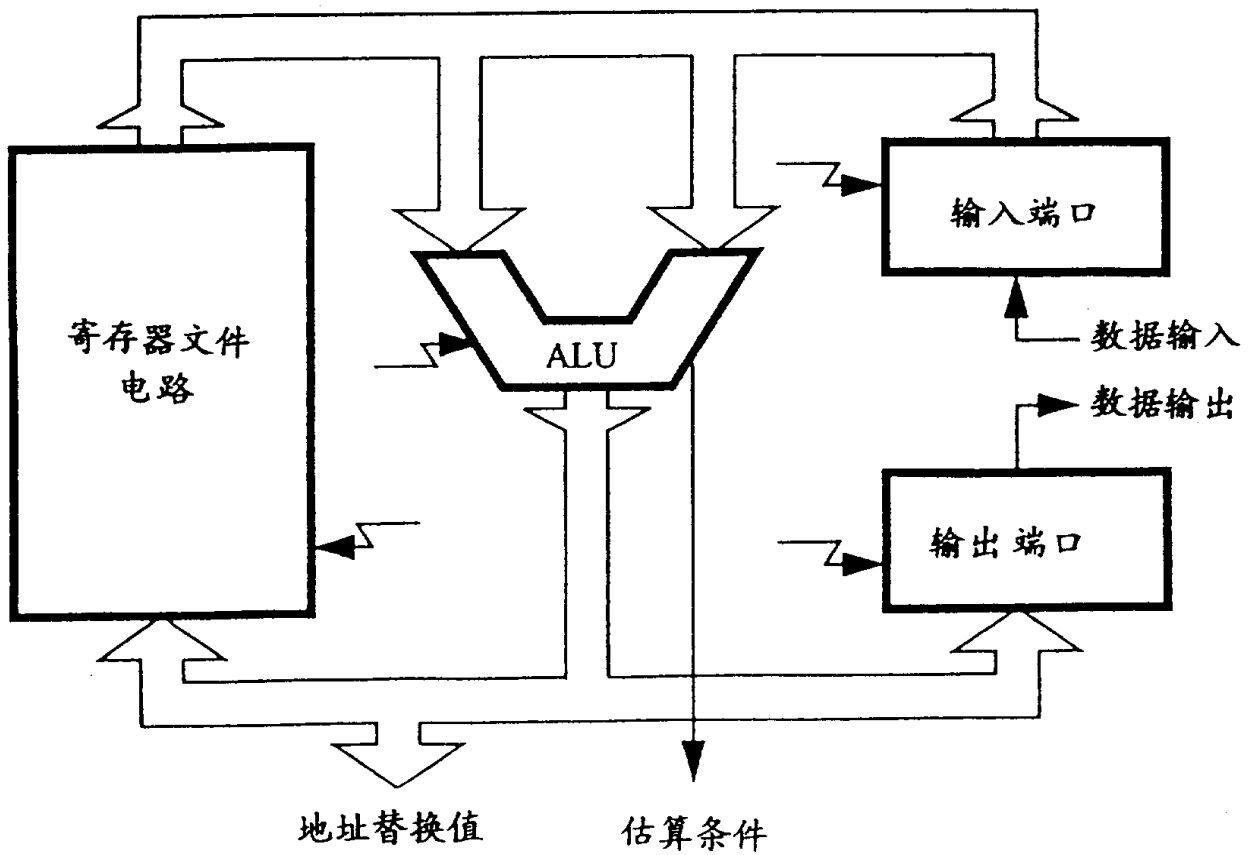 输入端口
寄存器文件
电路
ALU
数据输入
数据输出
输出端口
地址替换值
估算条件